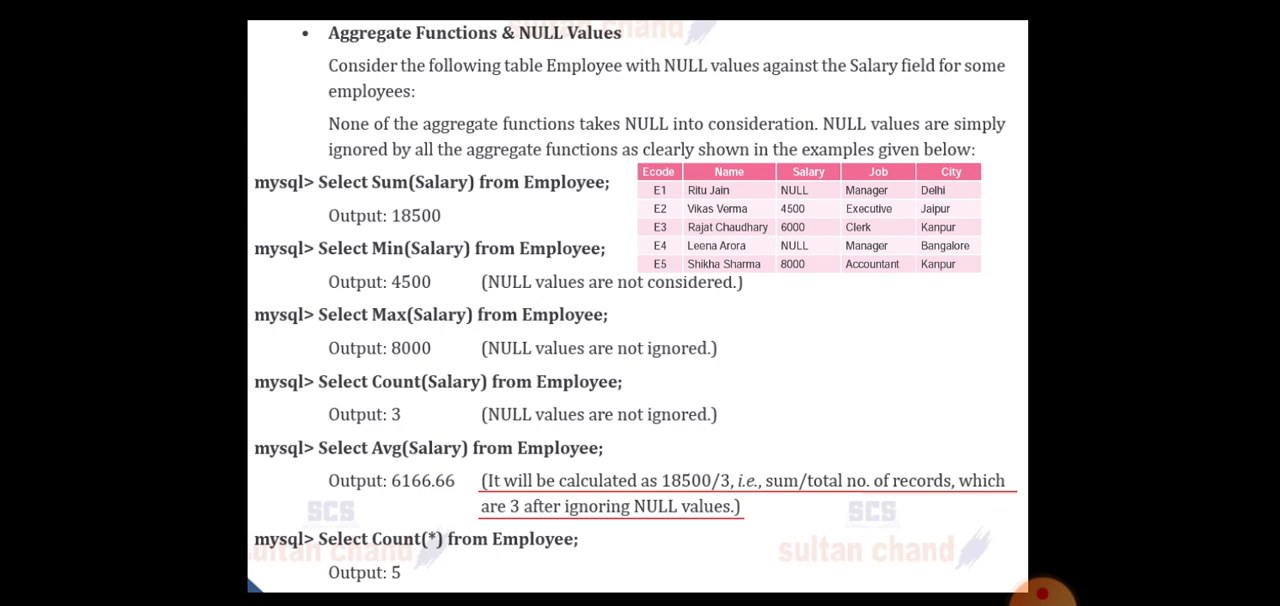 • Aggregate Functions & NULL Values
Consider the following table Employee with NULL values against the Salary field for some
employees:
None of the aggregate functions takes NULL into consideration. NULL values are simply
ignored by all the aggregate functions as clearly shown in the examples given below:
mysql> Select Sum(Salary) from Employee;
Output: 18500
Ecode Name Salary Job City
E1 Ritu Jain NULL Manager Delhi
E2 Vikas Verma 4500 Executive Jaipur
E3 Rajat Chaudhary 6000 Clerk Kanpur
E4 Leena Arora NULL Manager Bangalore
E5 Shikha Sharma 8000 Accountant Kanpur
mysql> Select Min(Salary) from Employee;
Output: 4500 (NULL values are not considered.)
mysql> Select Max(Salary) from Employee;
Output: 8000 (NULL values are not ignored.)
mysql> Select Count(Salary) from Employee;
Output: 3 (NULL values are not ignored.)
mysql> Select Avg(Salary) from Employee;
Output: 6166.66 (It will be calculated as 18500/3, i.e., sum/total no. of records, which
are 3 after ignoring NULL values.)
mysql> Select Count(*) from Employee;
Output: 5
sultan chand
SCS
sultan chand
SCS
sultan chand